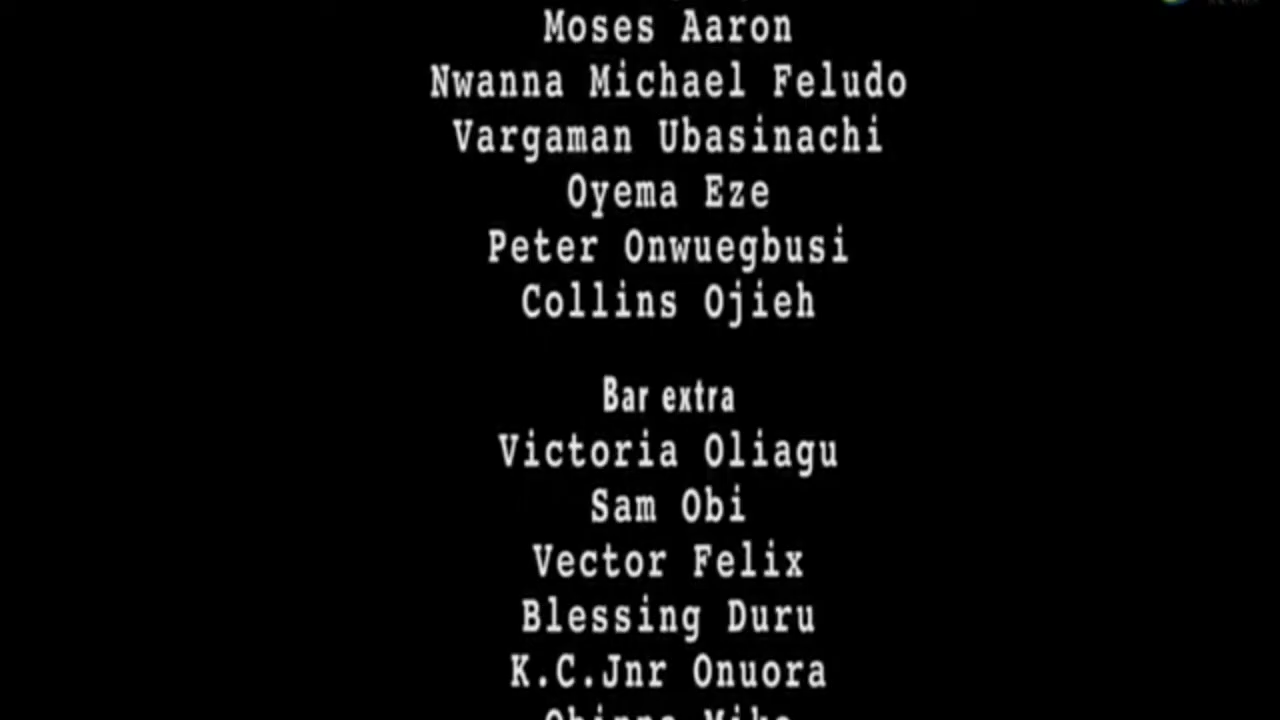 Moses Aaron
Nwanna Michael Feludo
Vargaman Ubasinachi
Oyema Eze
Peter Onwuegbusi
Collins Ojieh
Bar extra
Victoria Oliagu
Sam Obi
Vector Felix
Blessing Duru
K.C.Jnr Onuora